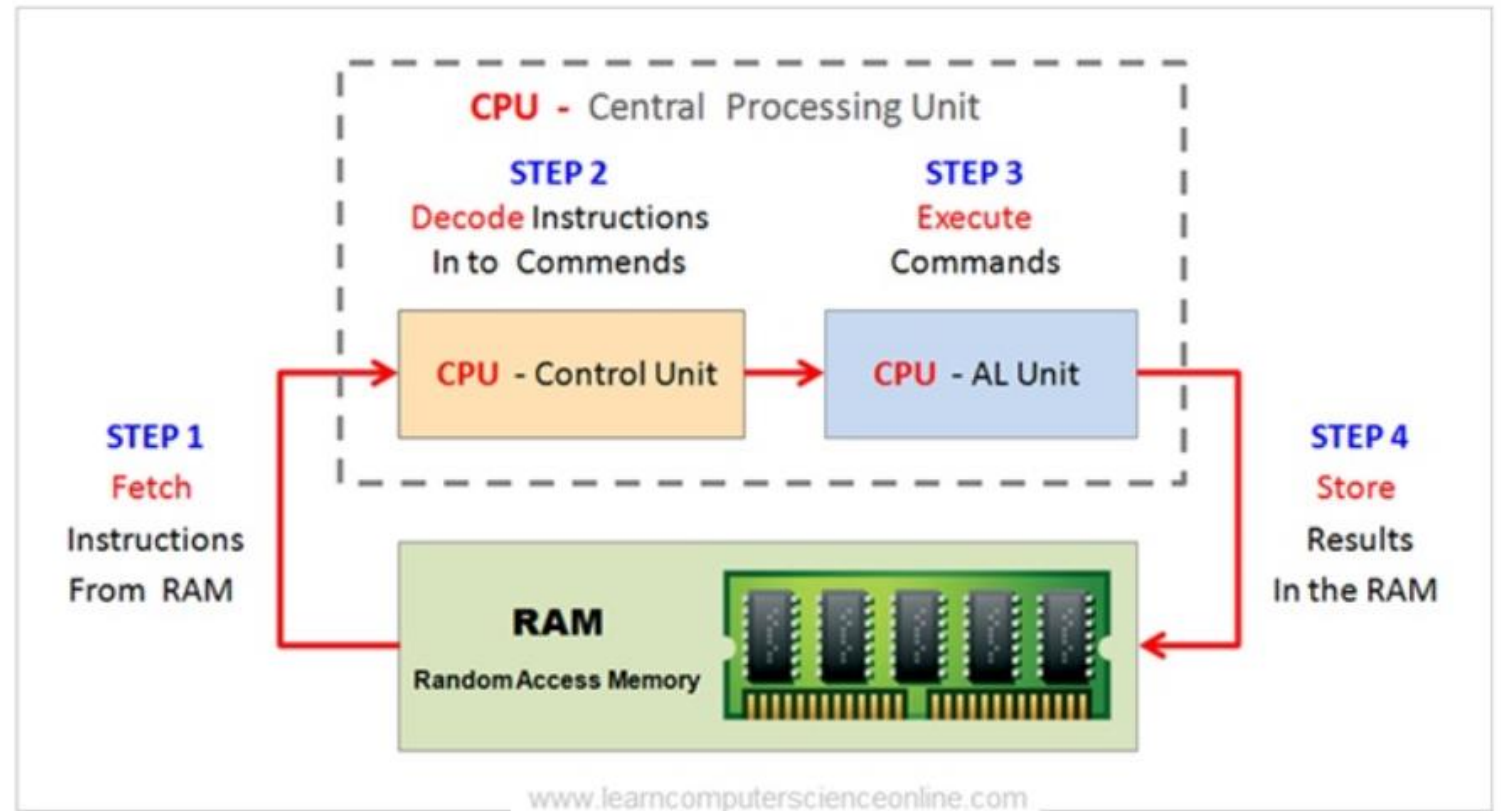 CPU - Central Processing Unit
STEP 2
Decode Instructions
In to Commends
STEP 3
Execute
Commands
CPU - Control Unit
CPU - AL Unit
STEP 1
Fetch
Instructions
From RAM
STEP 4
Store
Results
In the RAM
RAM
Random Access Memory
www.learncomputerscienceonline.com